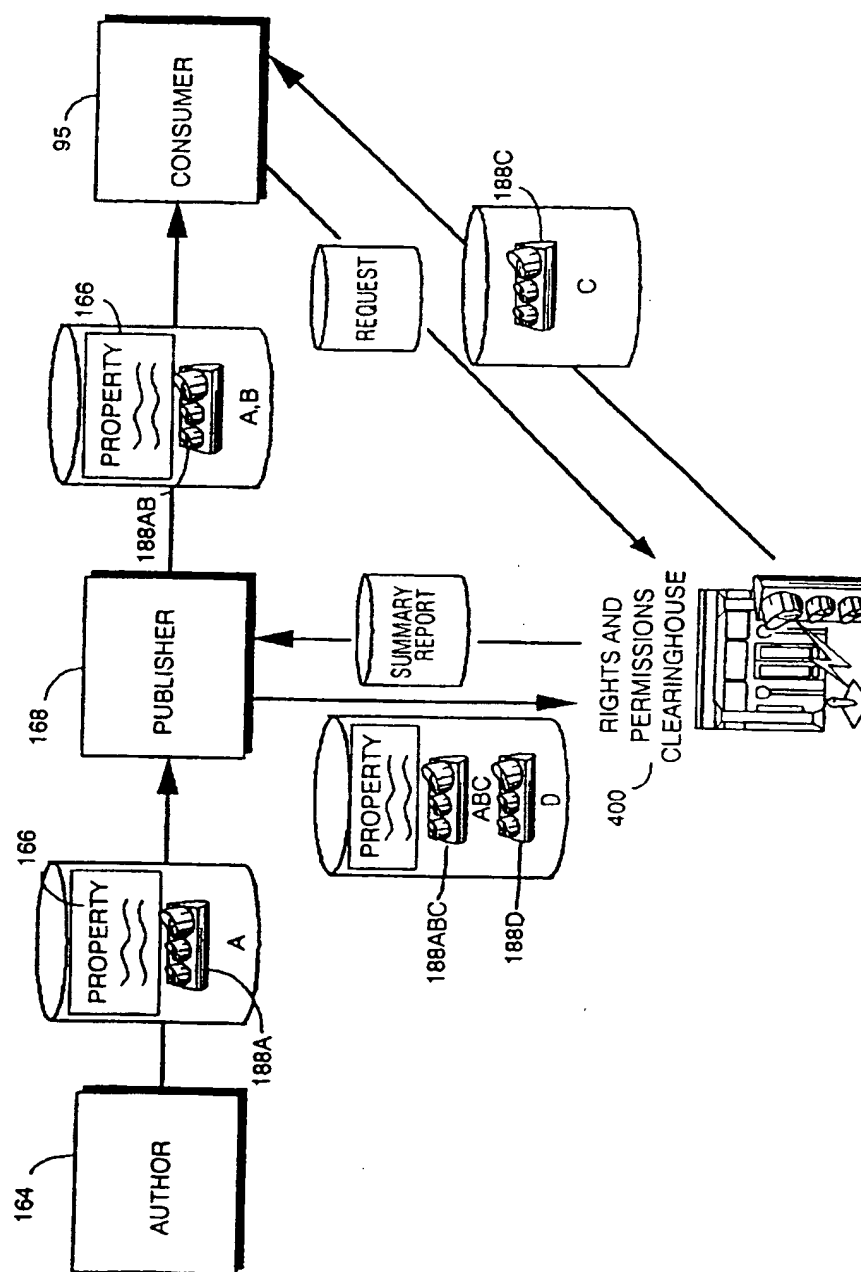 164
AUTHOR
166
PROPERTY
A
188A
168
PUBLISHER
166
PROPERTY
188AB
A,B
95
CONSUMER
PROPERTY
188ABC
ABC
188D
D
SUMMARY
REPORT
REQUEST
188C
C
400
RIGHTS AND
PERMISSIONS
CLEARINGHOUSE